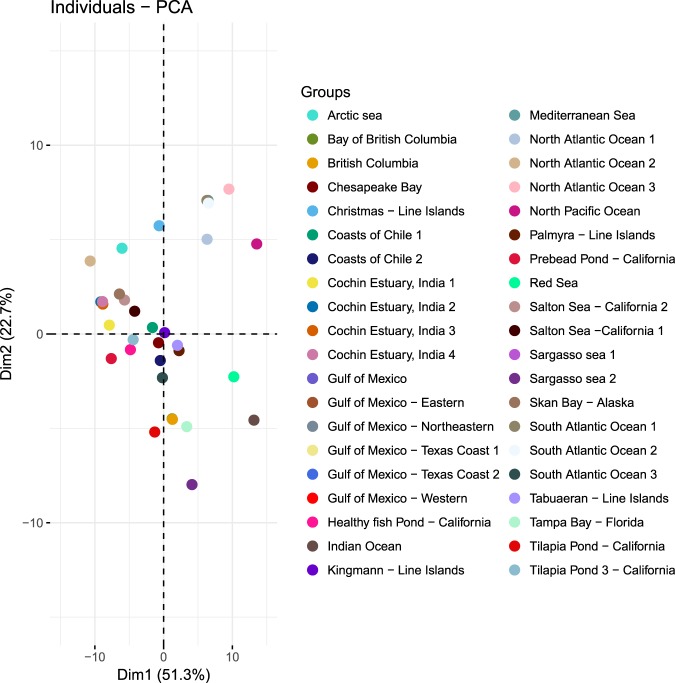 Individuals − PCA
Groups
Arctic sea
Bay of British Columbia
British Columbia
Chesapeake Bay
Christmas − Line Islands
Coasts of Chile 1
Coasts of Chile 2
Cochin Estuary, India 1
Cochin Estuary, India 2
Cochin Estuary, India 3
Cochin Estuary, India 4
Gulf of Mexico
Gulf of Mexico − Eastern
Gulf of Mexico − Northeastern
Gulf of Mexico − Texas Coast 1
Gulf of Mexico − Texas Coast 2
Gulf of Mexico − Western
Healthy fish Pond − California
Indian Ocean
Kingmann − Line Islands
Mediterranean Sea
North Atlantic Ocean 1
North Atlantic Ocean 2
North Atlantic Ocean 3
North Pacific Ocean
Palmyra − Line Islands
Prebead Pond − California
Red Sea
Salton Sea − California 2
Salton Sea −California 1
Sargasso sea 1
Sargasso sea 2
Skan Bay − Alaska
South Atlantic Ocean 1
South Atlantic Ocean 2
South Atlantic Ocean 3
Tabuaeran − Line Islands
Tampa Bay − Florida
Tilapia Pond − California
Tilapia Pond 3 − California
10
0
−10
Dim2 (22.7%)
−10 0 10
Dim1 (51.3%)